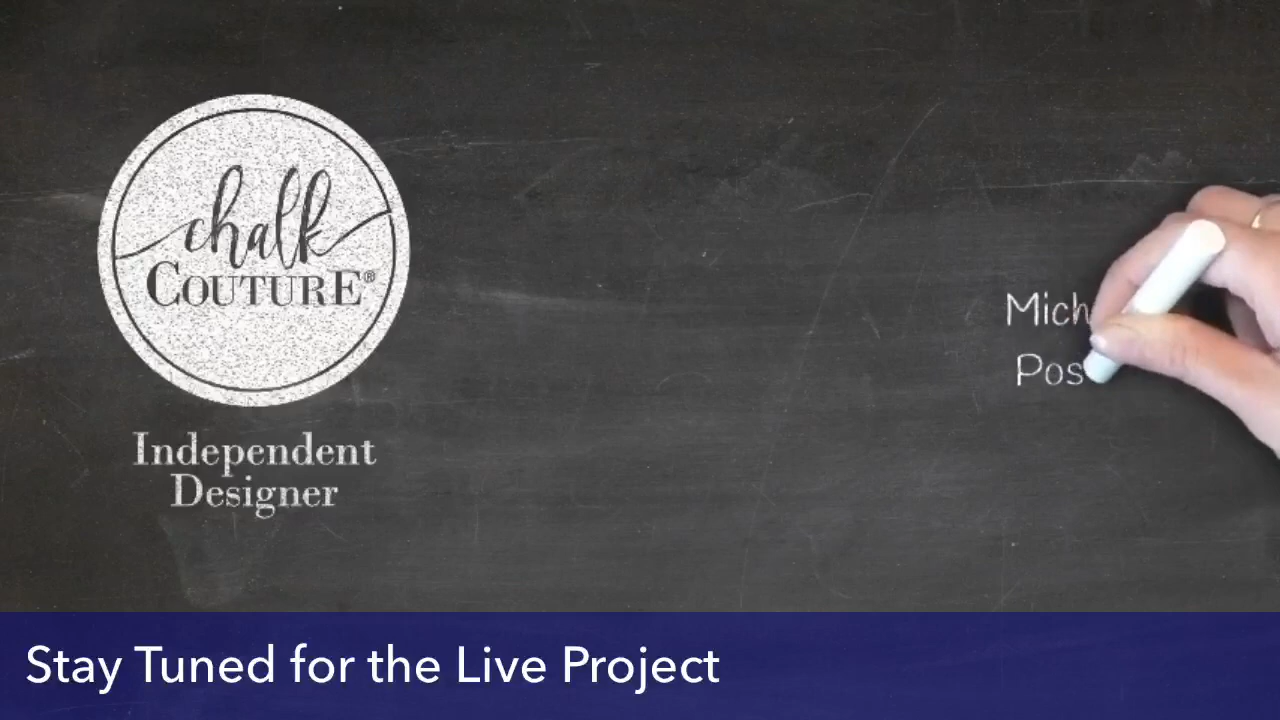 chalk
COUTURE®
Independent
Designer
Mich
Pos
Stay Tuned for the Live Project